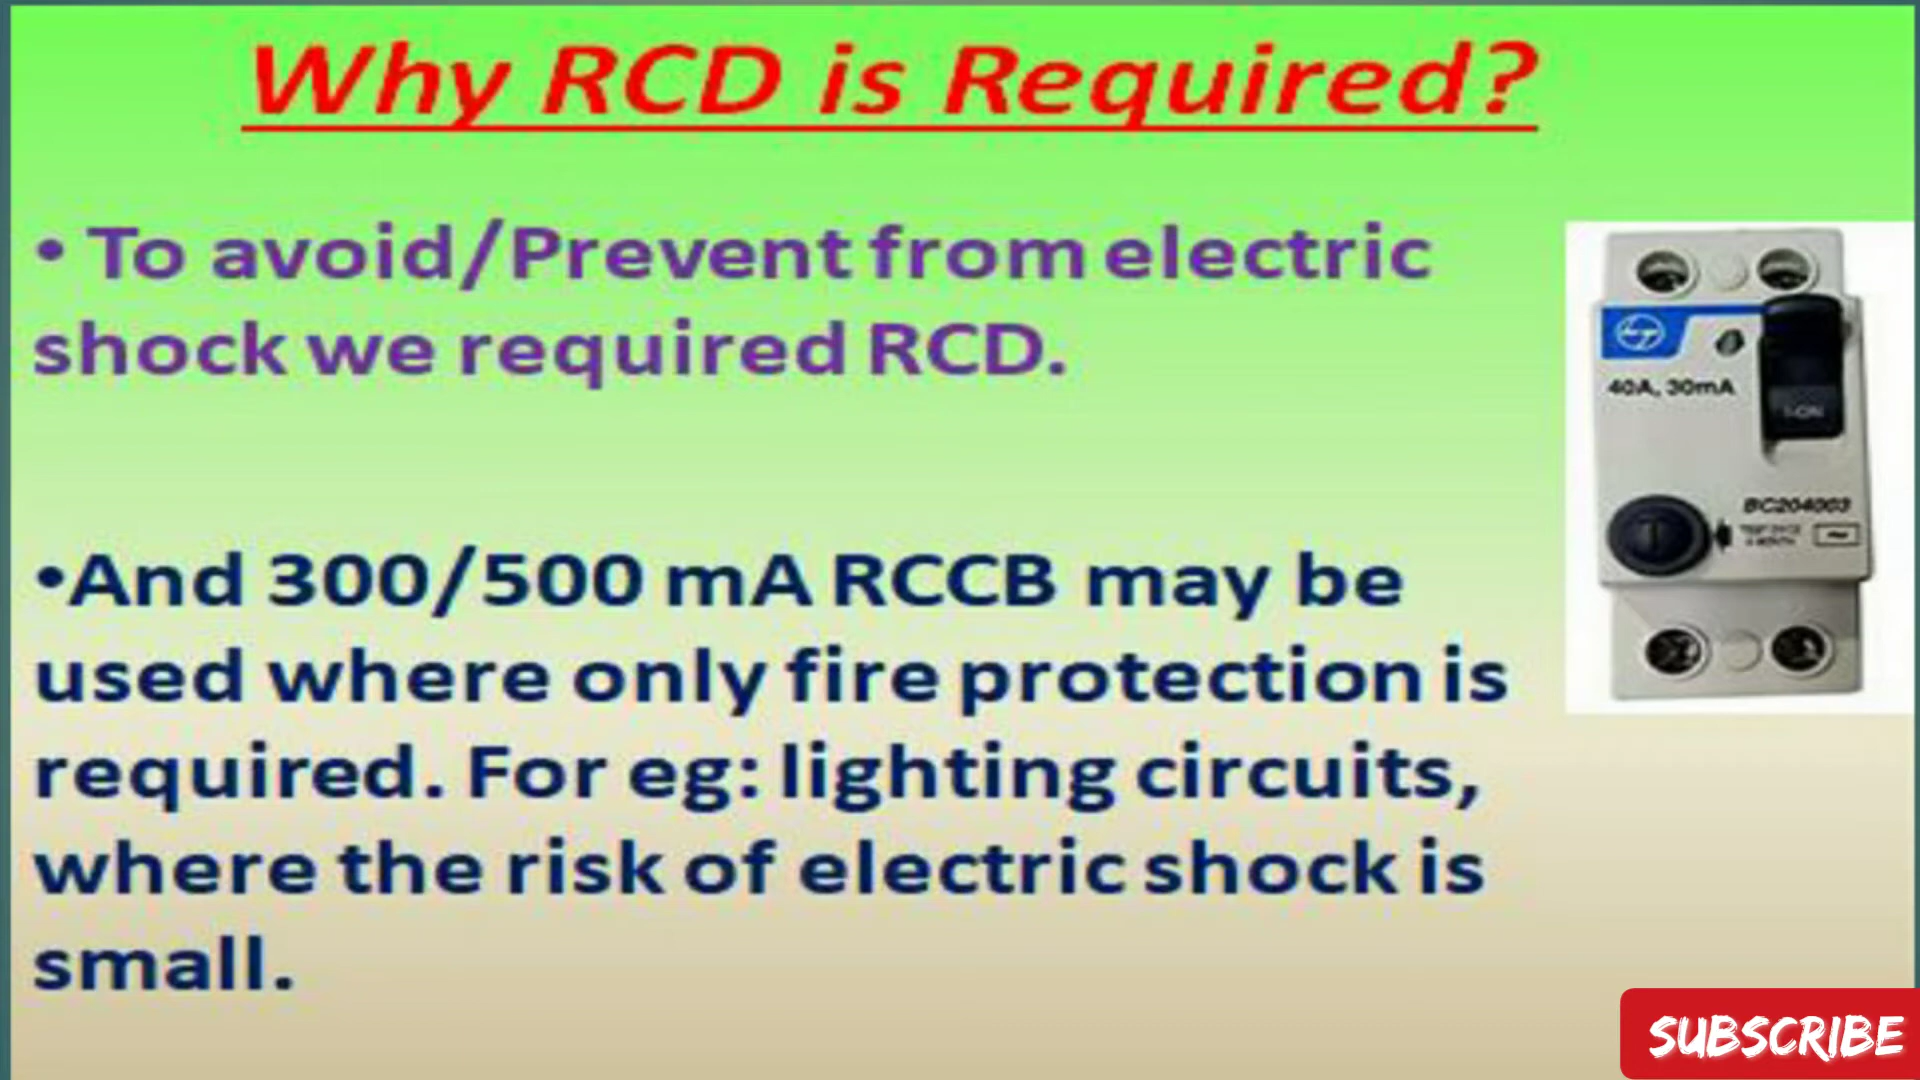 Why RCD is Required?
• To avoid/Prevent from electric
shock we required RCD.
40A, 30mA
I-ON
BC204003
•And 300/500 mA RCCB may be
used where only fire protection is
required. For eg: lighting circuits,
where the risk of electric shock is
small.
SUBSCRIBE